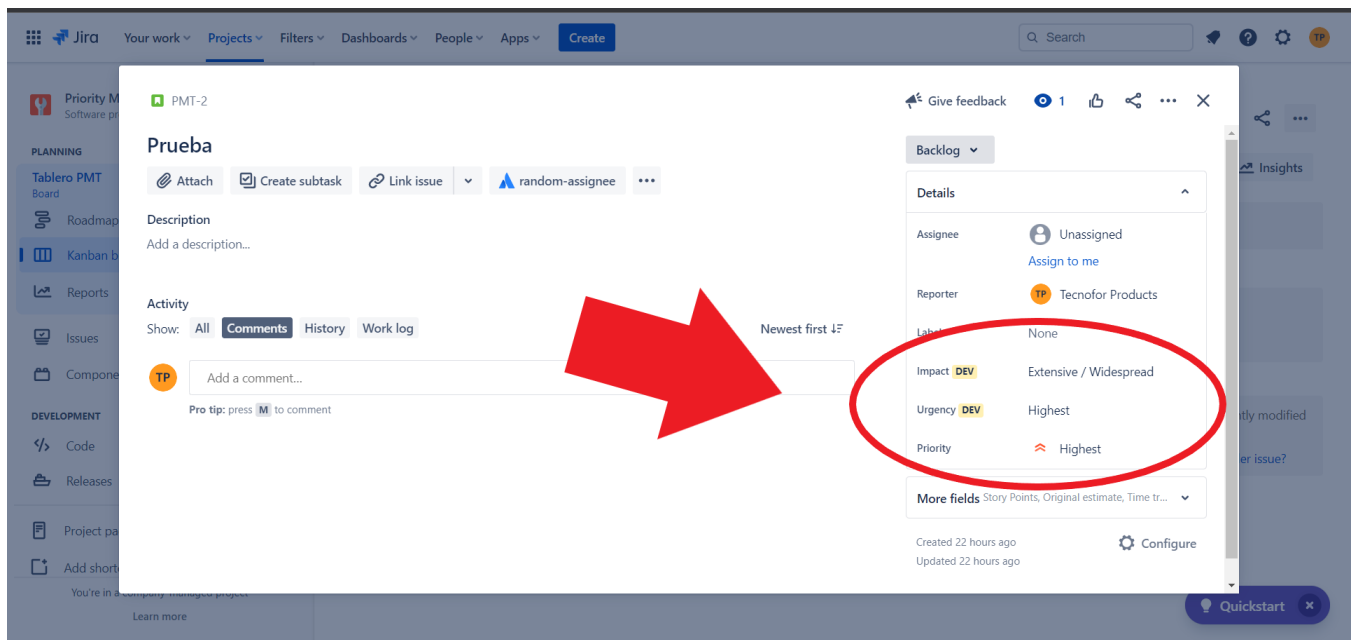 Jira Your work Projects Filters Dashboards People Apps Create Search TP
Priority M
Software pr
PLANNING
Tablero PMT
Board
Roadmap
Kanban b
Reports
Issues
Compone
DEVELOPMENT
Code
Releases
Project pa
Add short
You're in a company-managed project
Learn more
PMT-2
Give feedback 1
Prueba
Attach Create subtask Link issue random-assignee
Description
Add a description...
Activity
Show: All Comments History Work log Newest first
TP Add a comment...
Pro tip: press M to comment
Backlog
Details
Assignee Unassigned
Assign to me
Reporter TP Tecnofor Products
Labels None
Impact DEV Extensive / Widespread
Urgency DEV Highest
Priority Highest
More fields Story Points, Original estimate, Time tr...
Created 22 hours ago Configure
Updated 22 hours ago
Insights
tly modified
er issue?
Quickstart